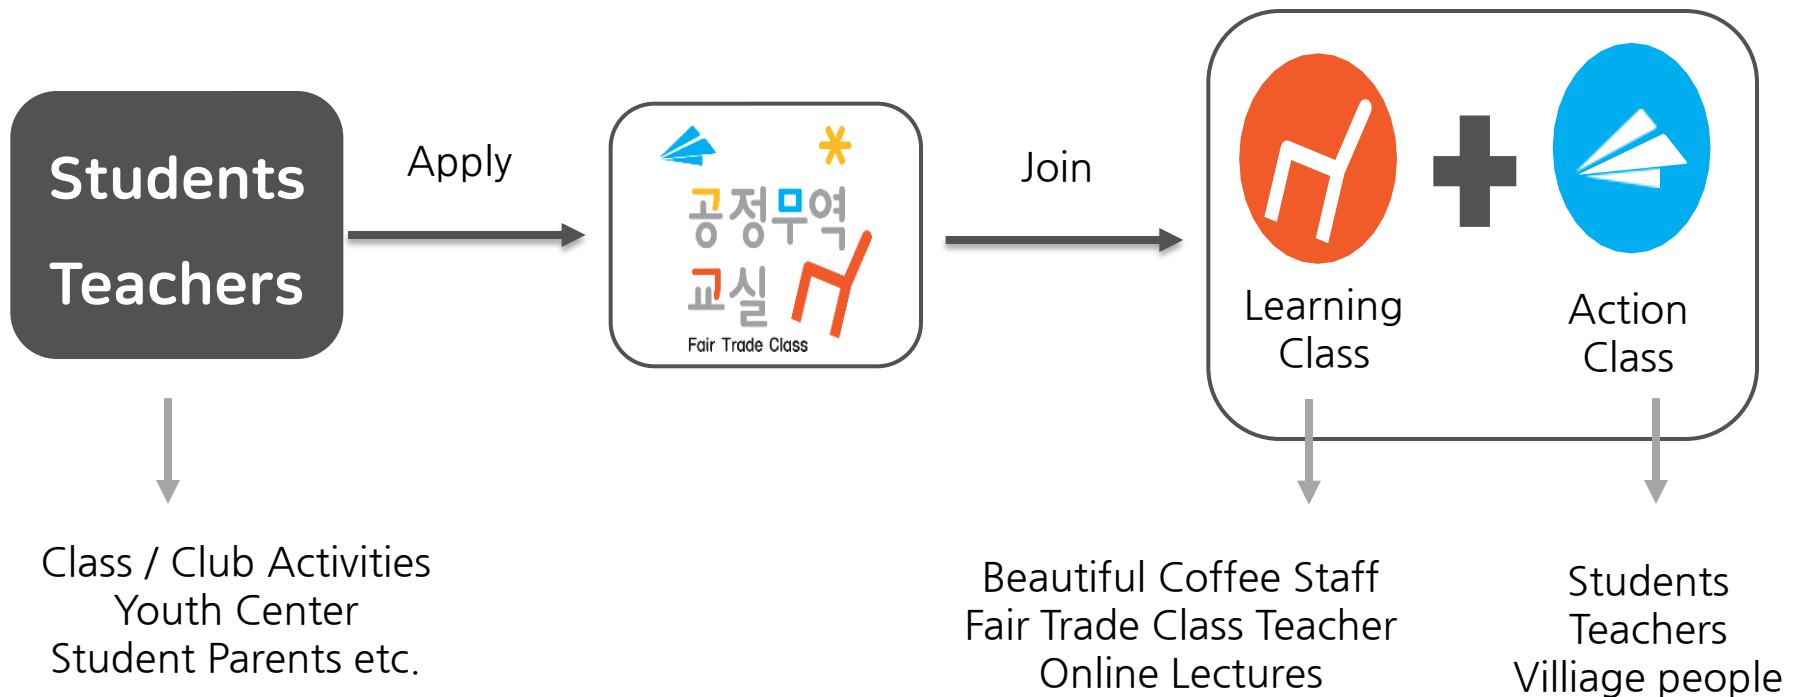 Students
Teachers
Apply
공정무역
교실
Fair Trade Class
Join
Learning
Class
Action
Class
Class / Club Activities
Youth Center
Student Parents etc.
Beautiful Coffee Staff
Fair Trade Class Teacher
Online Lectures
Students
Teachers
Villiage people